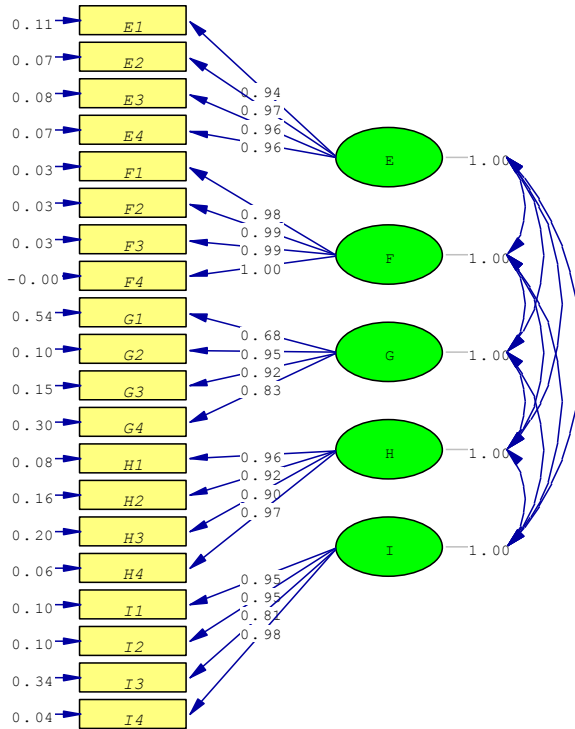 0.11 E1
0.07 E2
0.08 E3
0.07 E4
0.03 F1
0.03 F2
0.03 F3
-0.00 F4
0.54 G1
0.10 G2
0.15 G3
0.30 G4
0.08 H1
0.16 H2
0.20 H3
0.06 H4
0.10 I1
0.10 I2
0.34 I3
0.04 I4
0.94
0.97
0.96
0.96
0.98
0.99
0.99
1.00
0.68
0.95
0.92
0.83
0.96
0.92
0.90
0.97
0.95
0.95
0.81
0.98
E 1.00
F 1.00
G 1.00
H 1.00
I 1.00